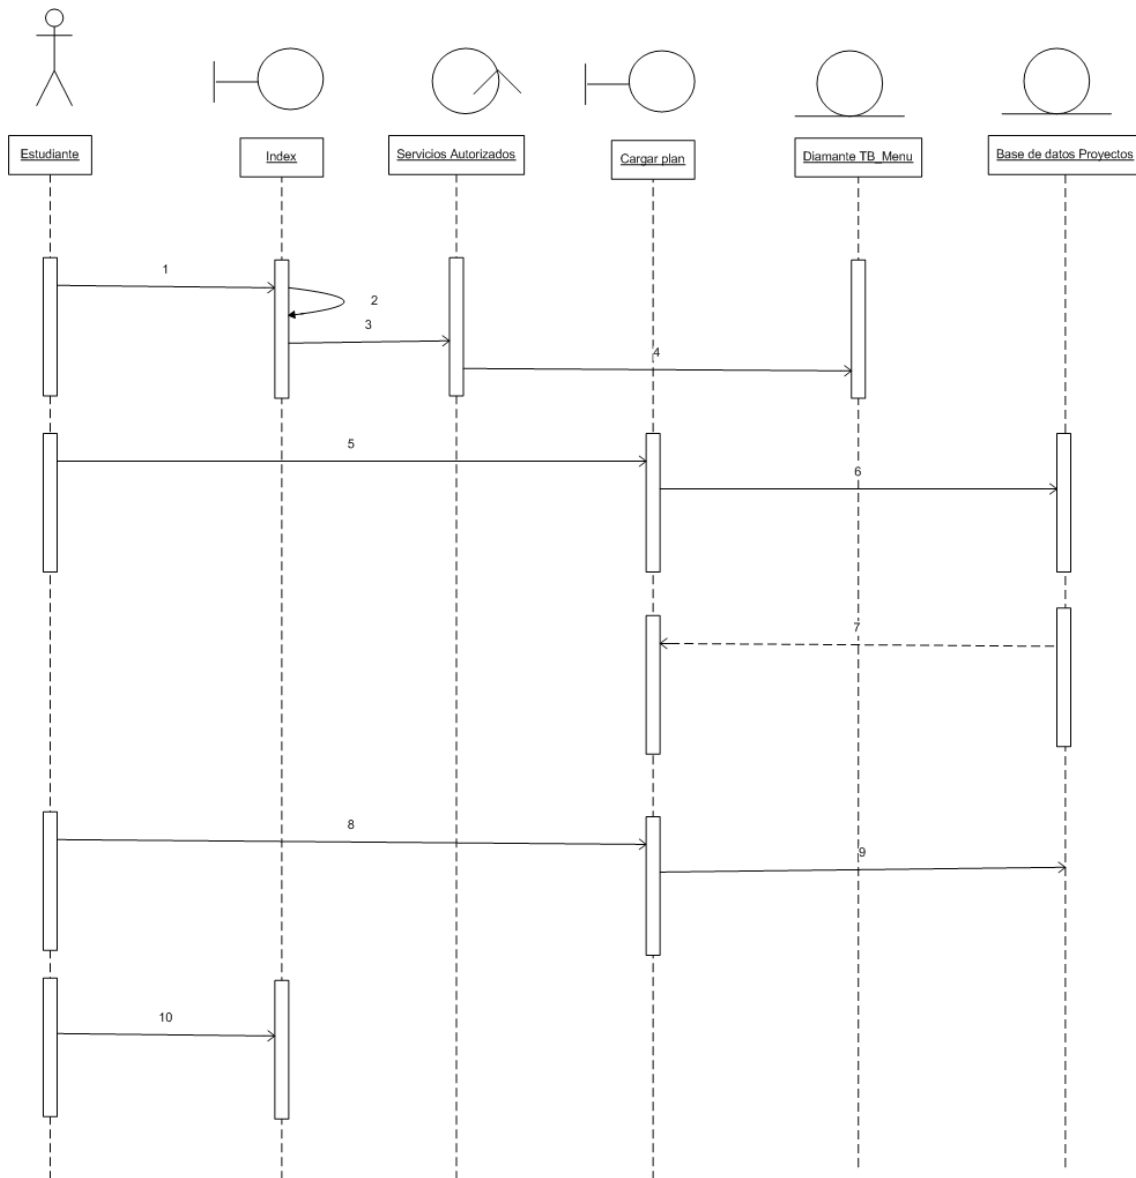 Estudiante
Index
Servicios Autorizados
Cargar plan
Diamante TB_Menu
Base de datos Proyectos
1
2
3
4
5
6
7
8
9
10